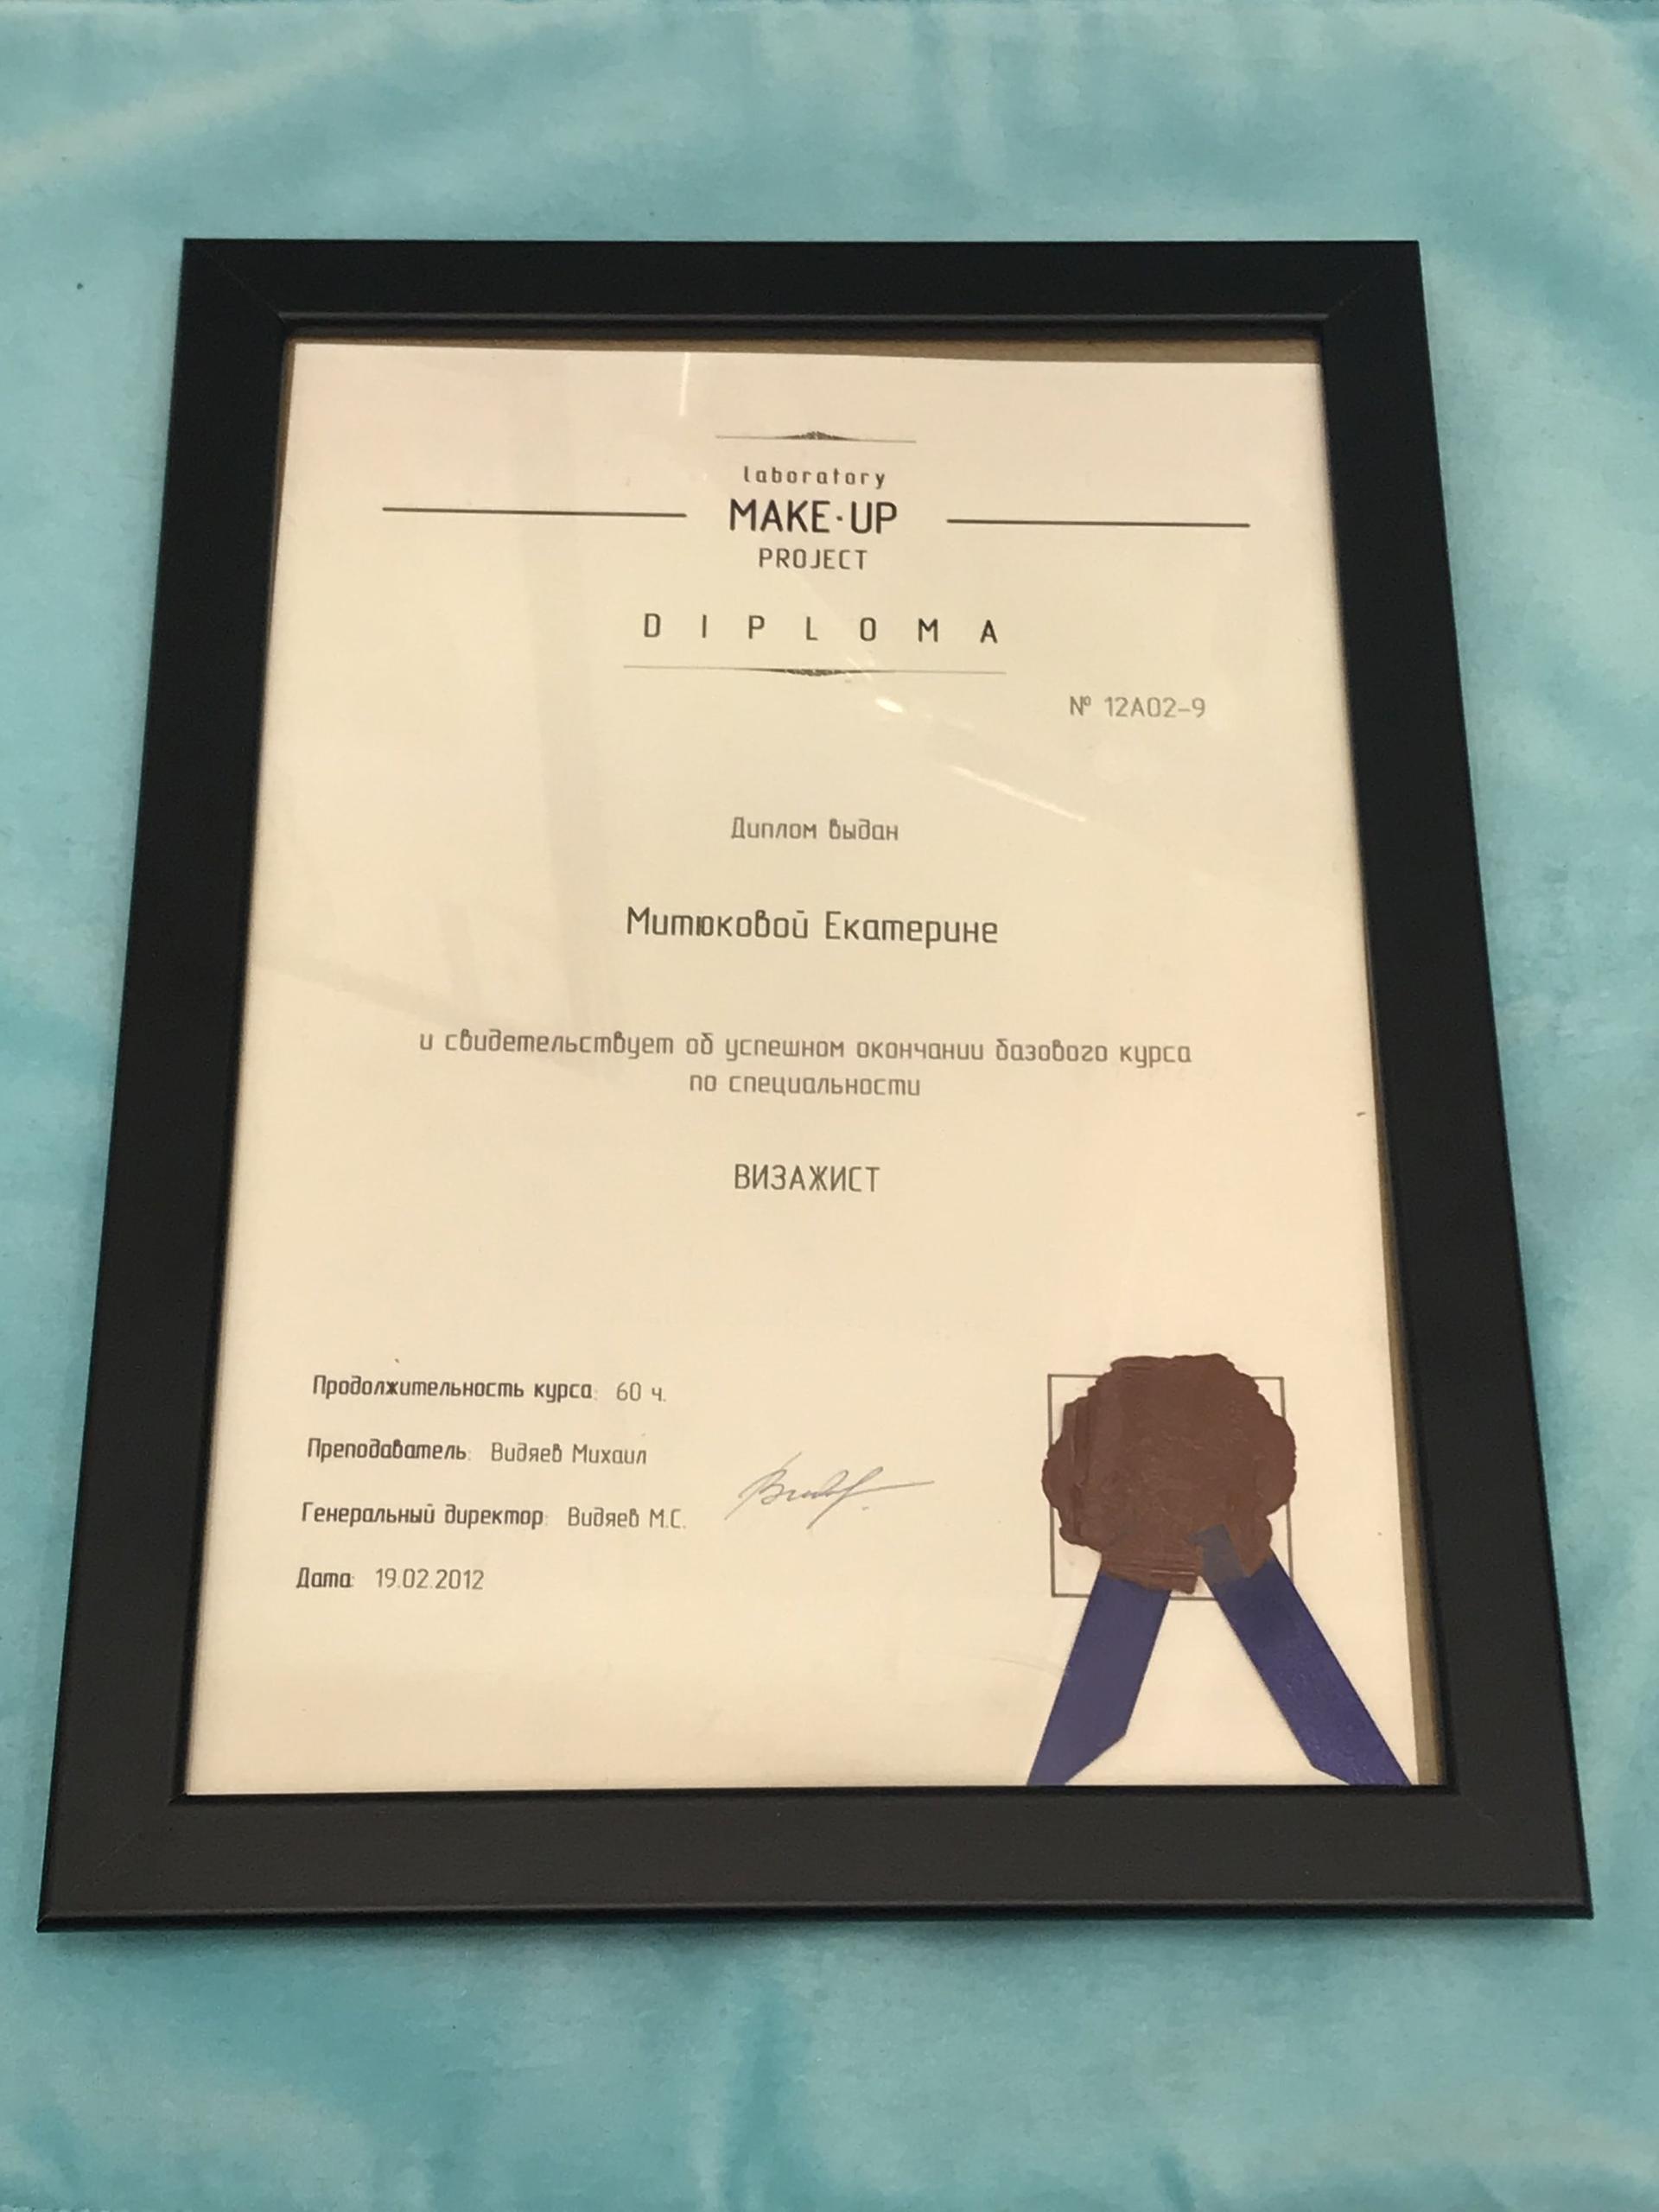 laboratory
MAKE·UP
PROJECT
DIPLOMA
№ 12A02-9
Диплом выдан
Митюковой Екатерине
и свидетельствует об успешном окончании базового курса
по специальности
ВИЗАЖИСТ
Продолжительность курса: 60 ч.
Преподаватель: Видяев Михаил
Генеральный директор: Видяев М.С.
Дата: 19.02.2012